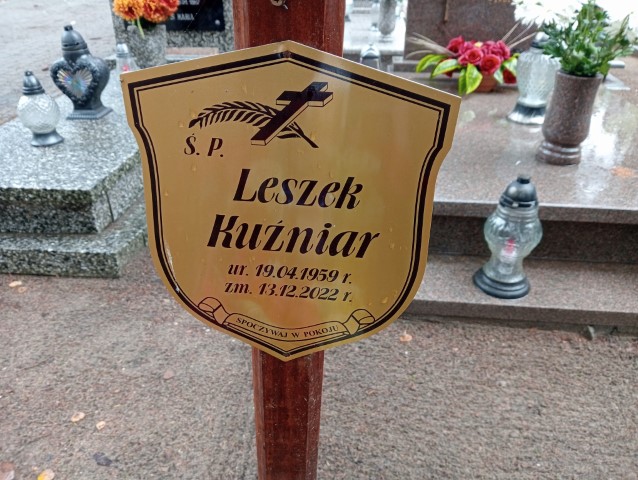 Ś. P.
Leszek
Kuźniar
ur. 19.04.1959 r.
zm. 13.12.2022 r.
SPOCZYWAJ W POKOJU